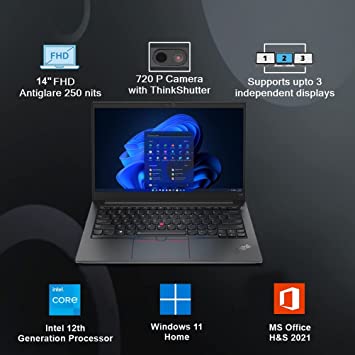 FHD
14" FHD
Antiglare 250 nits
720 P Camera
with ThinkShutter
1 2 3
Supports upto 3
independent displays
intel
CORE
Intel 12th
Generation Processor
Windows 11
Home
MS Office
H&S 2021